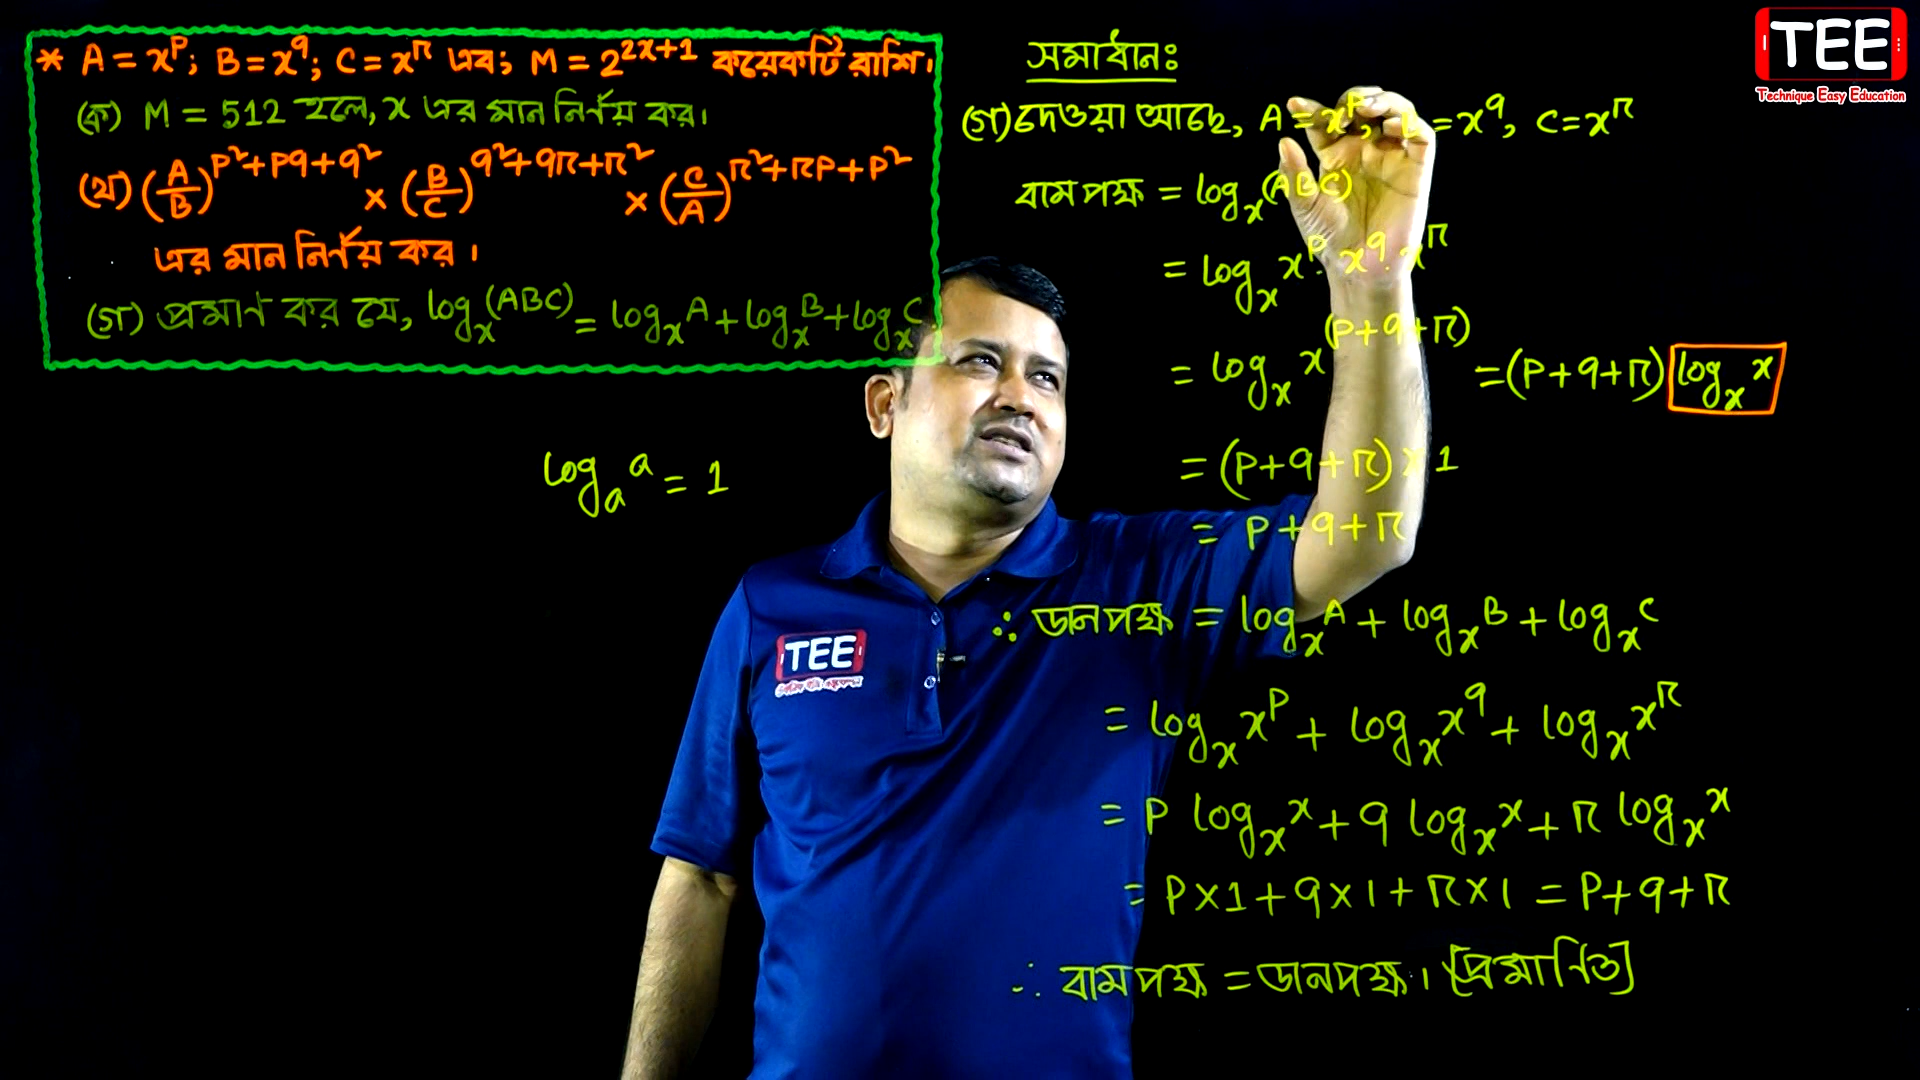 * A = x^p; B = x^q; C = x^r এবং; M = 2^{2x+1} কয়েকটি রাশি।
(ক) M = 512 হলে, x এর মান নির্ণয় কর।
(খ) (A/B)^{p²+pq+q²} × (B/C)^{q²+qr+r²} × (C/A)^{r²+rp+p²}
এর মান নির্ণয় কর।
(গ) প্রমাণ কর যে, log_x(ABC) = log_x A + log_x B + log_x C
log_a a = 1
সমাধানঃ
(গ) দেওয়া আছে, A = x^p, B = x^q, C = x^r
বামপক্ষ = log_x (ABC)
= log_x x^p . x^q . x^r
= log_x x^(p+q+r) = (p+q+r) log_x x
= (p+q+r) × 1
= p+q+r
∴ ডানপক্ষ = log_x A + log_x B + log_x C
= log_x x^p + log_x x^q + log_x x^r
= p log_x x + q log_x x + r log_x x
= p×1 + q×1 + r×1 = p+q+r
∴ বামপক্ষ = ডানপক্ষ। [প্রমাণিত]
TEE
Technique Easy Education
TEE